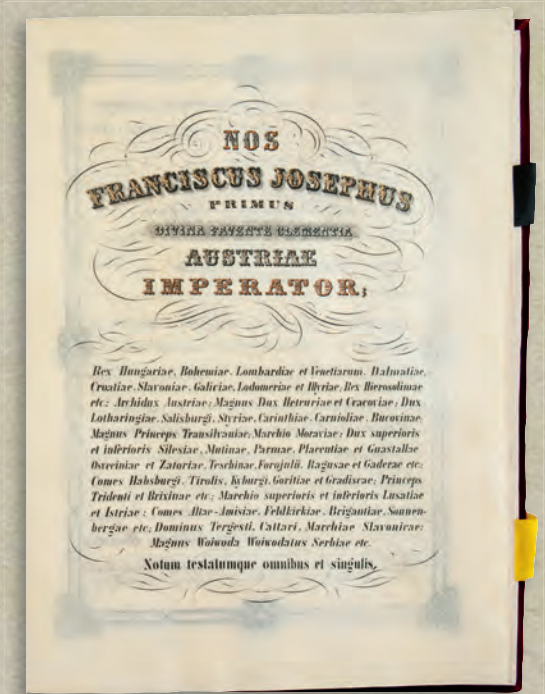 NOS
FRANCISCUS JOSEPHUS
PRIMUS
DIVINA FAVENTE CLEMENTIA
AUSTRIAE
IMPERATOR;
Rex Hungariae, Bohemiae, Lombardiae et Venetiarum, Dalmatiae,
Croatiae, Slavoniae, Galiciae, Lodomeriae et Illyriae, Rex Hierosolimae
etc; Archidux Austriae; Magnus Dux Hetruriae et Cracoviae; Dux
Lotharingiae, Salisburgi, Styriae, Carinthiae, Carnioliae, Bucovinae;
Magnus Princeps Transilvaniae; Marchio Moraviae; Dux superioris
et inferioris Silesiae, Mutinae, Parmae, Placentiae et Guastallae
Osveciniae et Zatoriae, Teschinae, Forojulii, Ragusae et Gaderae etc;
Comes Habsburgi, Tirolis, Kyburgi, Goritiae et Gradiscae; Princeps
Tridenti et Brixinae etc; Marchio superioris et inferioris Lusatiae
et Istriae; Comes Altae-Amisiae, Feldkirkiae, Brigantiae, Sonnen-
bergae etc; Dominus Tergesti, Cattari, Marchiae Slavonicae;
Magnus Woiwoda Woiwodatus Serbiae etc.
Notum testatumque omnibus et singulis,